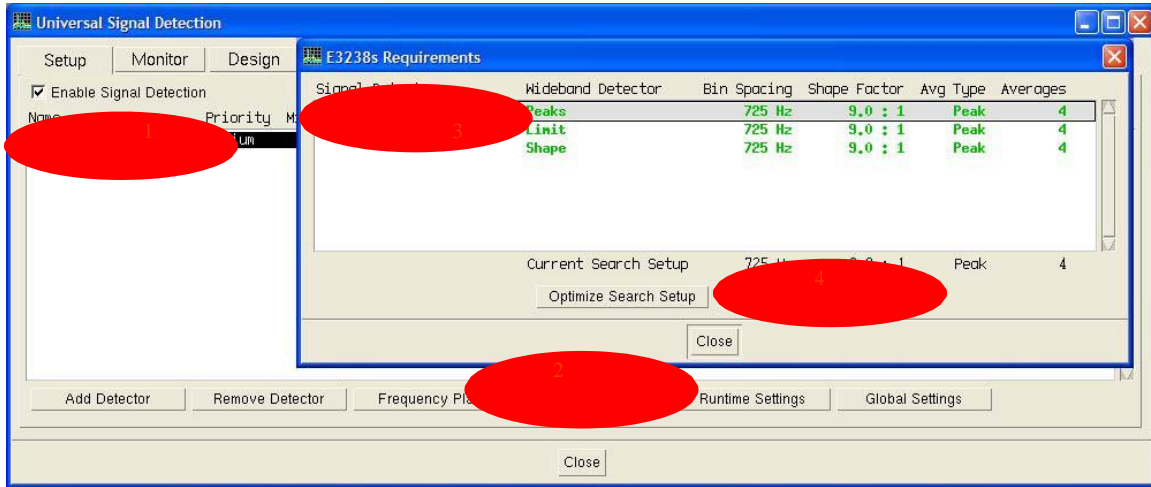 Universal Signal Detection
Setup Monitor Design
E3238s Requirements
Enable Signal Detection
Name Priority
Wideband Detector Bin Spacing Shape Factor Avg Type Averages
Peaks 725 Hz 9.0 : 1 Peak 4
Limit 725 Hz 9.0 : 1 Peak 4
Shape 725 Hz 9.0 : 1 Peak 4
1
3
Current Search Setup Peak 4
4
Optimize Search Setup
Close
2
Add Detector Remove Detector Frequency Runtime Settings Global Settings
Close